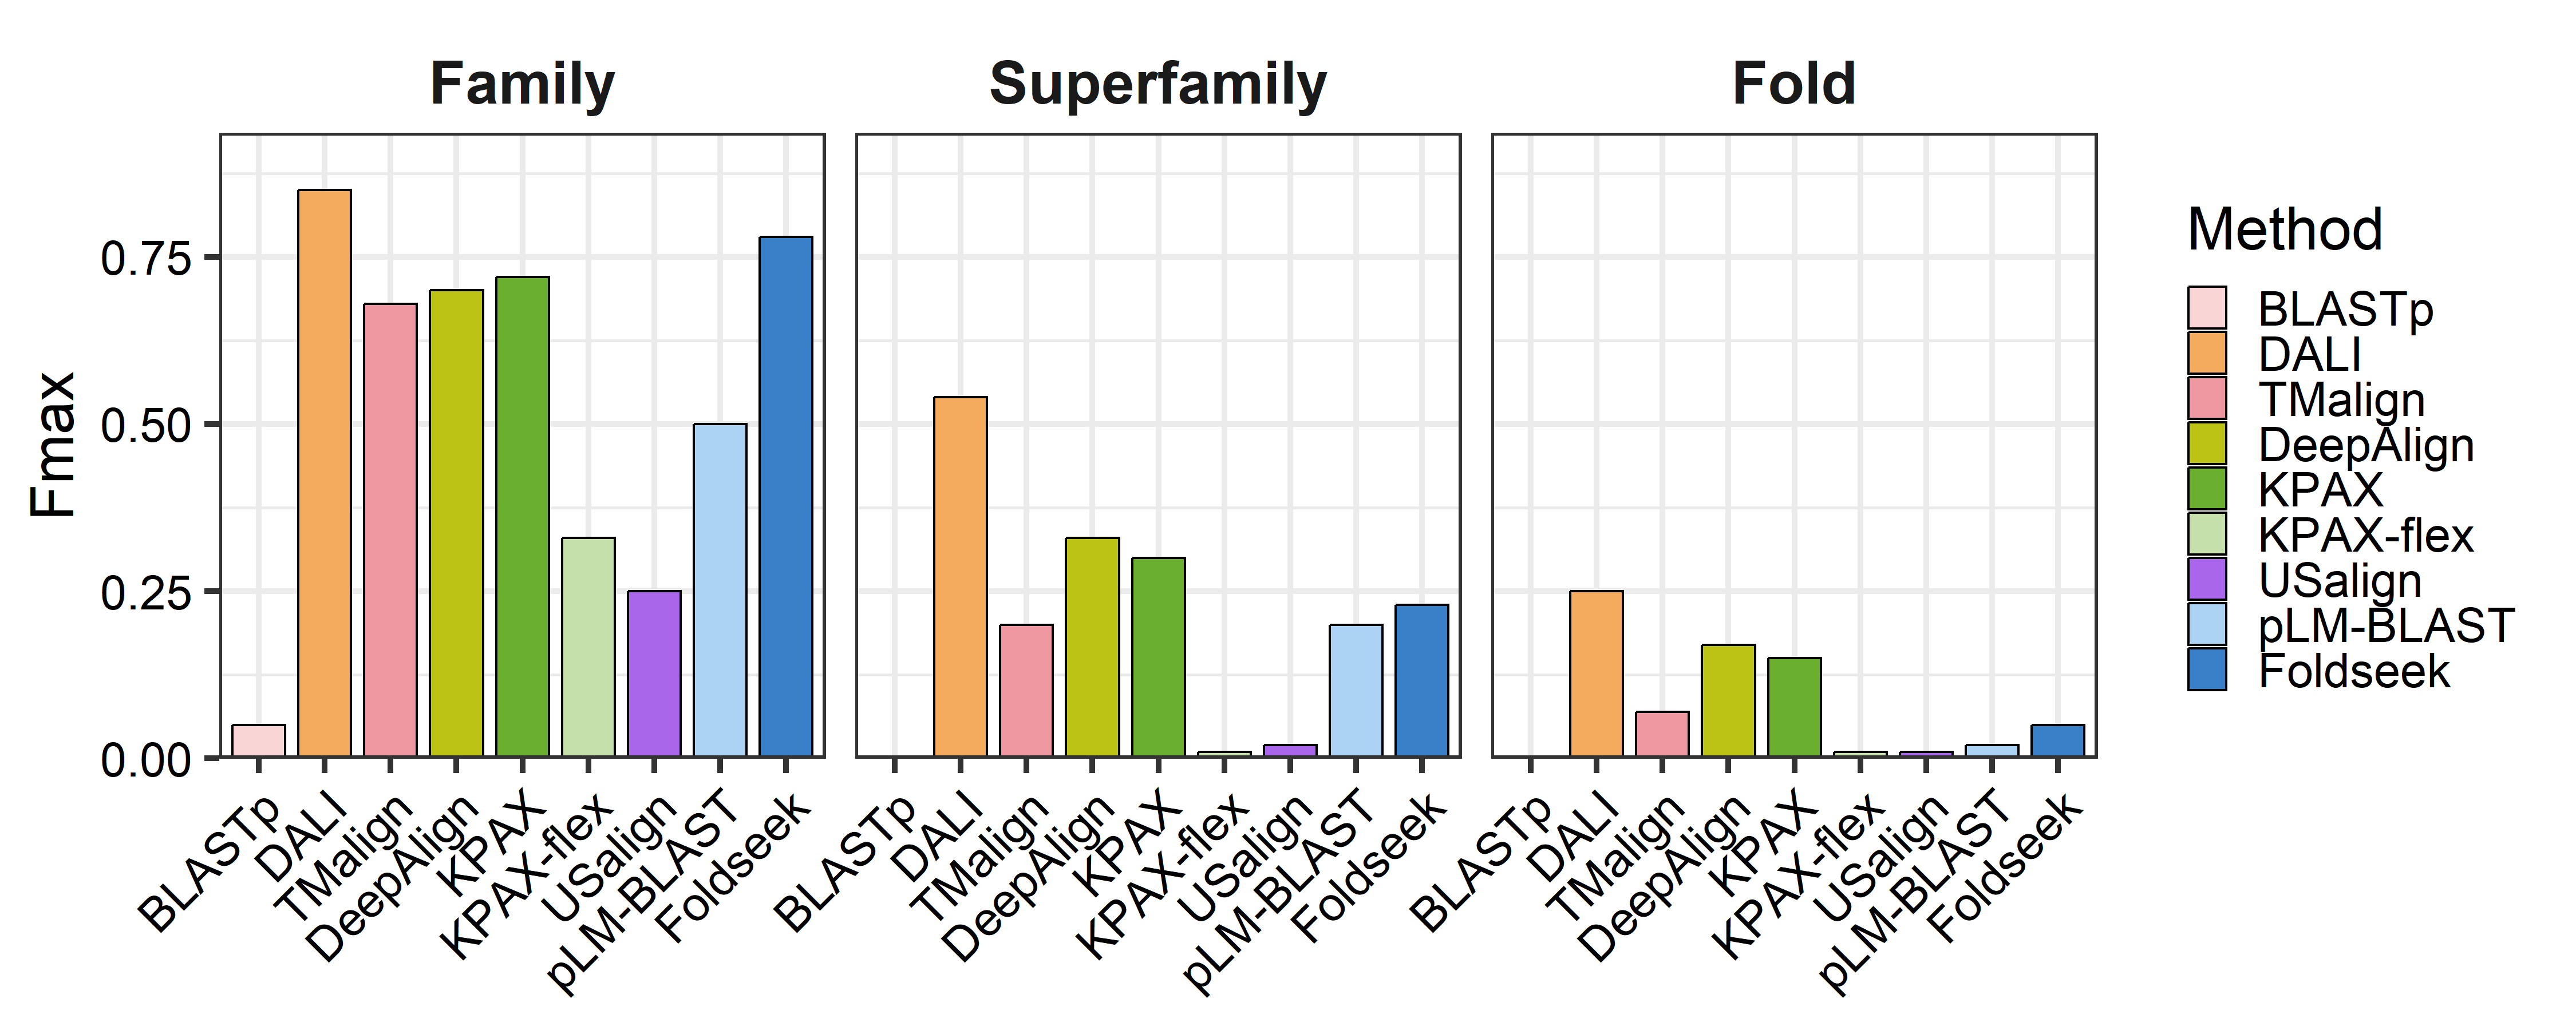 Family
Superfamily
Fold
Fmax
0.75
0.50
0.25
0.00
BLASTp
DALI
TMalign
DeepAlign
KPAX
KPAX-flex
USalign
pLM-BLAST
Foldseek
BLASTp
DALI
TMalign
DeepAlign
KPAX
KPAX-flex
USalign
pLM-BLAST
Foldseek
BLASTp
DALI
TMalign
DeepAlign
KPAX
KPAX-flex
USalign
pLM-BLAST
Foldseek
Method
BLASTp
DALI
TMalign
DeepAlign
KPAX
KPAX-flex
USalign
pLM-BLAST
Foldseek